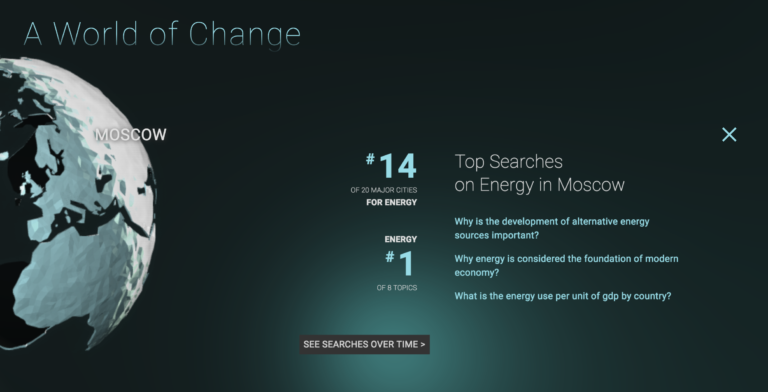 A World of Change
MOSCOW
#14
OF 20 MAJOR CITIES
FOR ENERGY
ENERGY
#1
OF 8 TOPICS
Top Searches
on Energy in Moscow
Why is the development of alternative energy
sources important?
Why energy is considered the foundation of modern
economy?
What is the energy use per unit of gdp by country?
SEE SEARCHES OVER TIME >